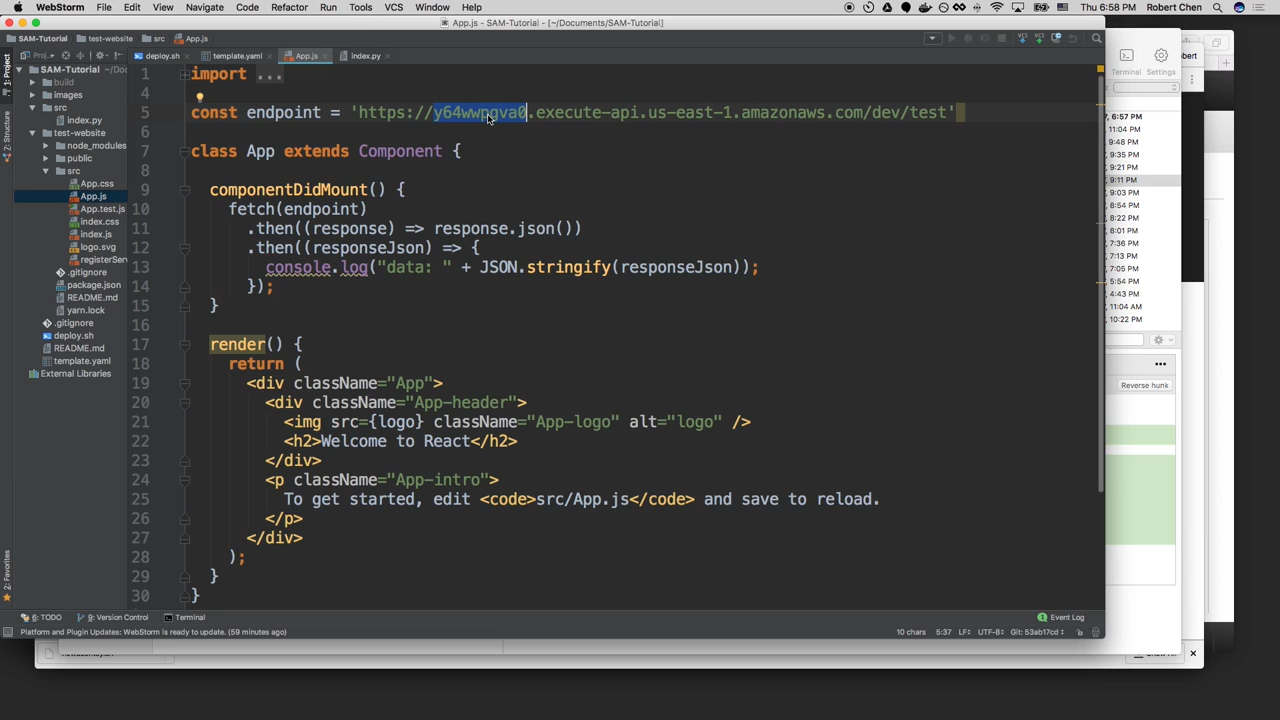 WebStorm File Edit View Navigate Code Refactor Run Tools VCS Window Help Thu 6:58 PM Robert Chen
App.js - SAM-Tutorial - [~/Documents/SAM-Tutorial]
SAM-Tutorial test-website src App.js
Proj..
deploy.sh template.yaml App.js index.py
1: Project
7: Structure
2: Favorites
SAM-Tutorial ~/Doc
build
images
src
index.py
test-website
node_modules
public
src
App.css
App.js
App.test.js
index.css
index.js
logo.svg
registerServ
.gitignore
package.json
README.md
yarn.lock
.gitignore
deploy.sh
README.md
template.yaml
External Libraries
1 import ...
4
5 const endpoint = 'https://y64wwpgva0.execute-api.us-east-1.amazonaws.com/dev/test'
6
7 class App extends Component {
8
9 componentDidMount() {
10 fetch(endpoint)
11 .then((response) => response.json())
12 .then((responseJson) => {
13 console.log("data: " + JSON.stringify(responseJson));
14 });
15 }
16
17 render() {
18 return (
19 <div className="App">
20 <div className="App-header">
21 <img src={logo} className="App-logo" alt="logo" />
22 <h2>Welcome to React</h2>
23 </div>
24 <p className="App-intro">
25 To get started, edit <code>src/App.js</code> and save to reload.
26 </p>
27 </div>
28 );
29 }
30 }
6: TODO 9: Version Control Terminal 1 Event Log
Platform and Plugin Updates: WebStorm is ready to update. (59 minutes ago) 10 chars 5:37 LF UTF-8 Git: 53ab17cd
Terminal Settings
6:57 PM
11:04 PM
9:48 PM
9:35 PM
9:21 PM
9:11 PM
9:03 PM
8:54 PM
8:22 PM
8:01 PM
7:36 PM
7:13 PM
7:05 PM
5:54 PM
4:43 PM
11:04 AM
10:22 PM
Reverse hunk